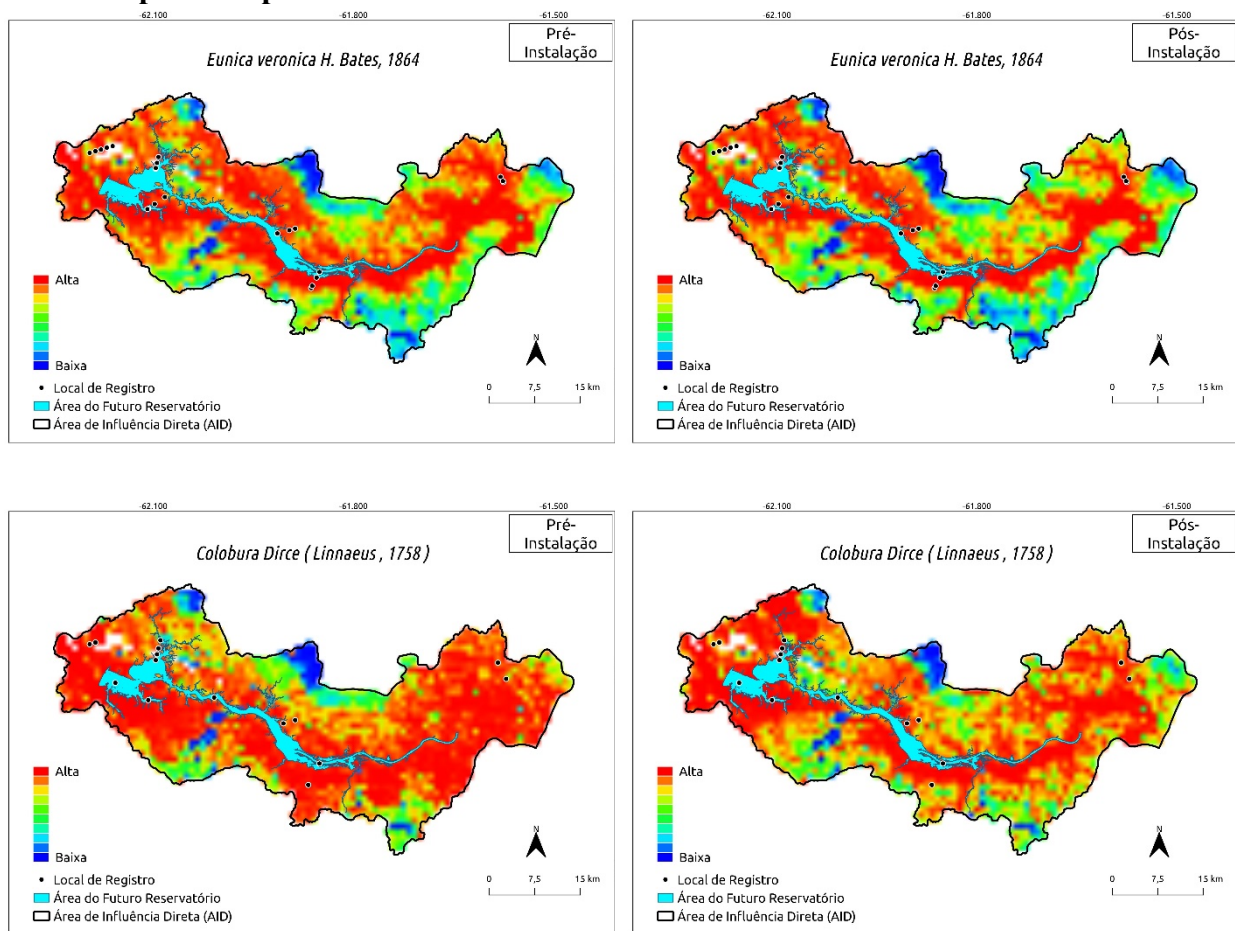 -62.100 -61.800 -61.500
Pré-
Instalação
Eunica veronica H. Bates, 1864
Alta
Baixa
Local de Registro
Área do Futuro Reservatório
Área de Influência Direta (AID)
N
0 7,5 15 km
-62.100 -61.800 -61.500
Pós-
Instalação
Eunica veronica H. Bates, 1864
Alta
Baixa
Local de Registro
Área do Futuro Reservatório
Área de Influência Direta (AID)
N
0 7,5 15 km
-62.100 -61.800 -61.500
Pré-
Instalação
Colobura Dirce ( Linnaeus , 1758 )
Alta
Baixa
Local de Registro
Área do Futuro Reservatório
Área de Influência Direta (AID)
N
0 7,5 15 km
-62.100 -61.800 -61.500
Pós-
Instalação
Colobura Dirce ( Linnaeus , 1758 )
Alta
Baixa
Local de Registro
Área do Futuro Reservatório
Área de Influência Direta (AID)
N
0 7,5 15 km